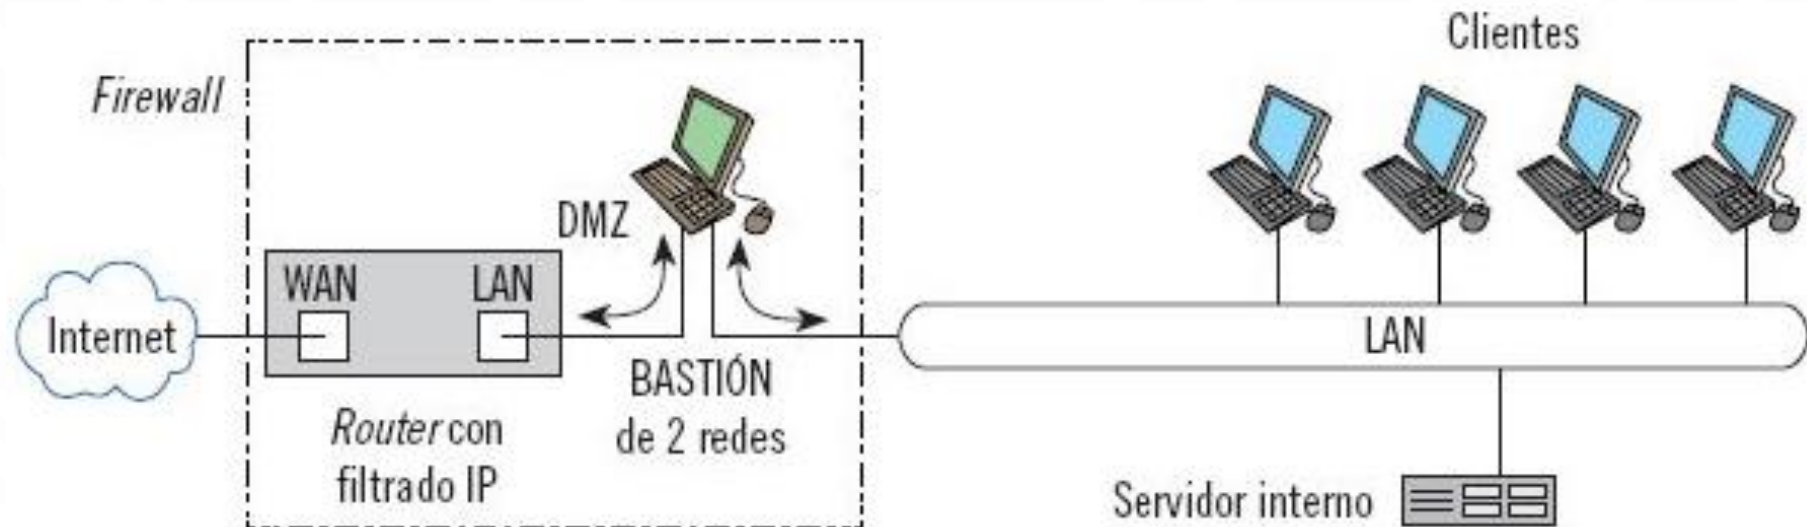 Clientes
Firewall
DMZ
WAN
LAN
Internet
LAN
BASTIÓN
de 2 redes
Router con
filtrado IP
Servidor interno